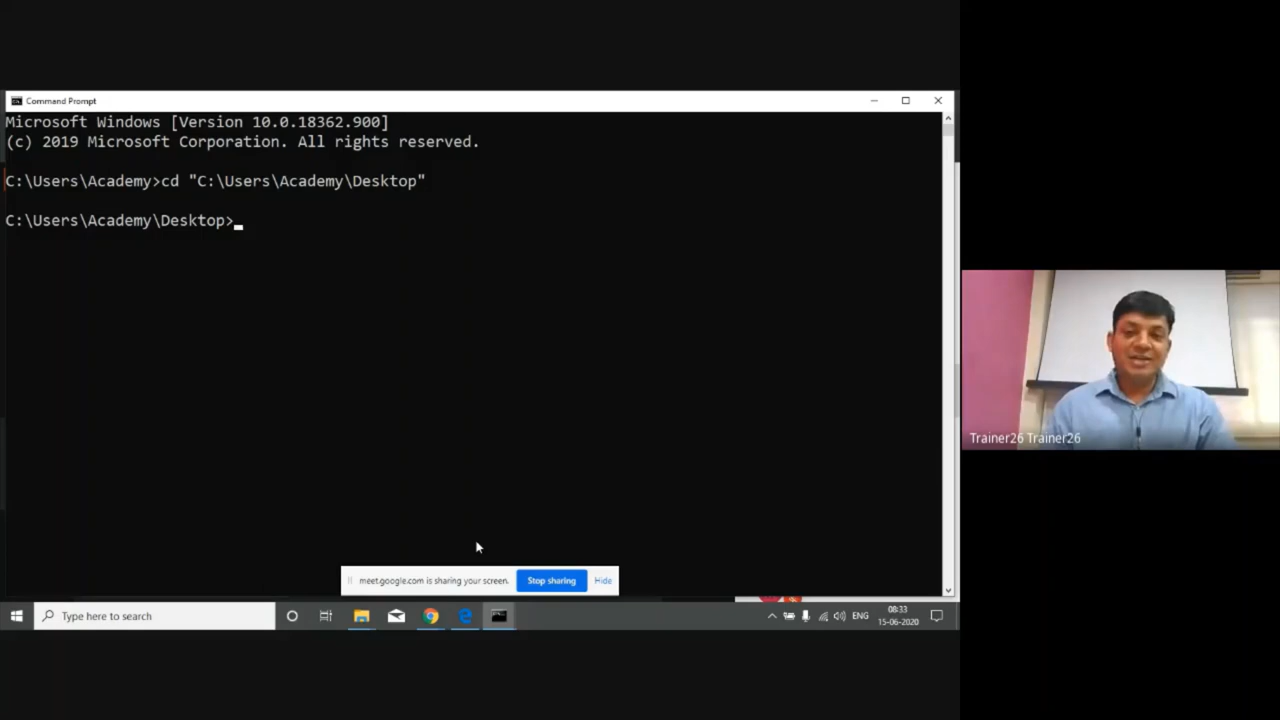 Command Prompt
Microsoft Windows [Version 10.0.18362.900]
(c) 2019 Microsoft Corporation. All rights reserved.
C:\Users\Academy>cd "C:\Users\Academy\Desktop"
C:\Users\Academy\Desktop>
Trainer26 Trainer26
meet.google.com is sharing your screen.
Stop sharing
Hide
Type here to search
ENG
08:33
15-06-2020